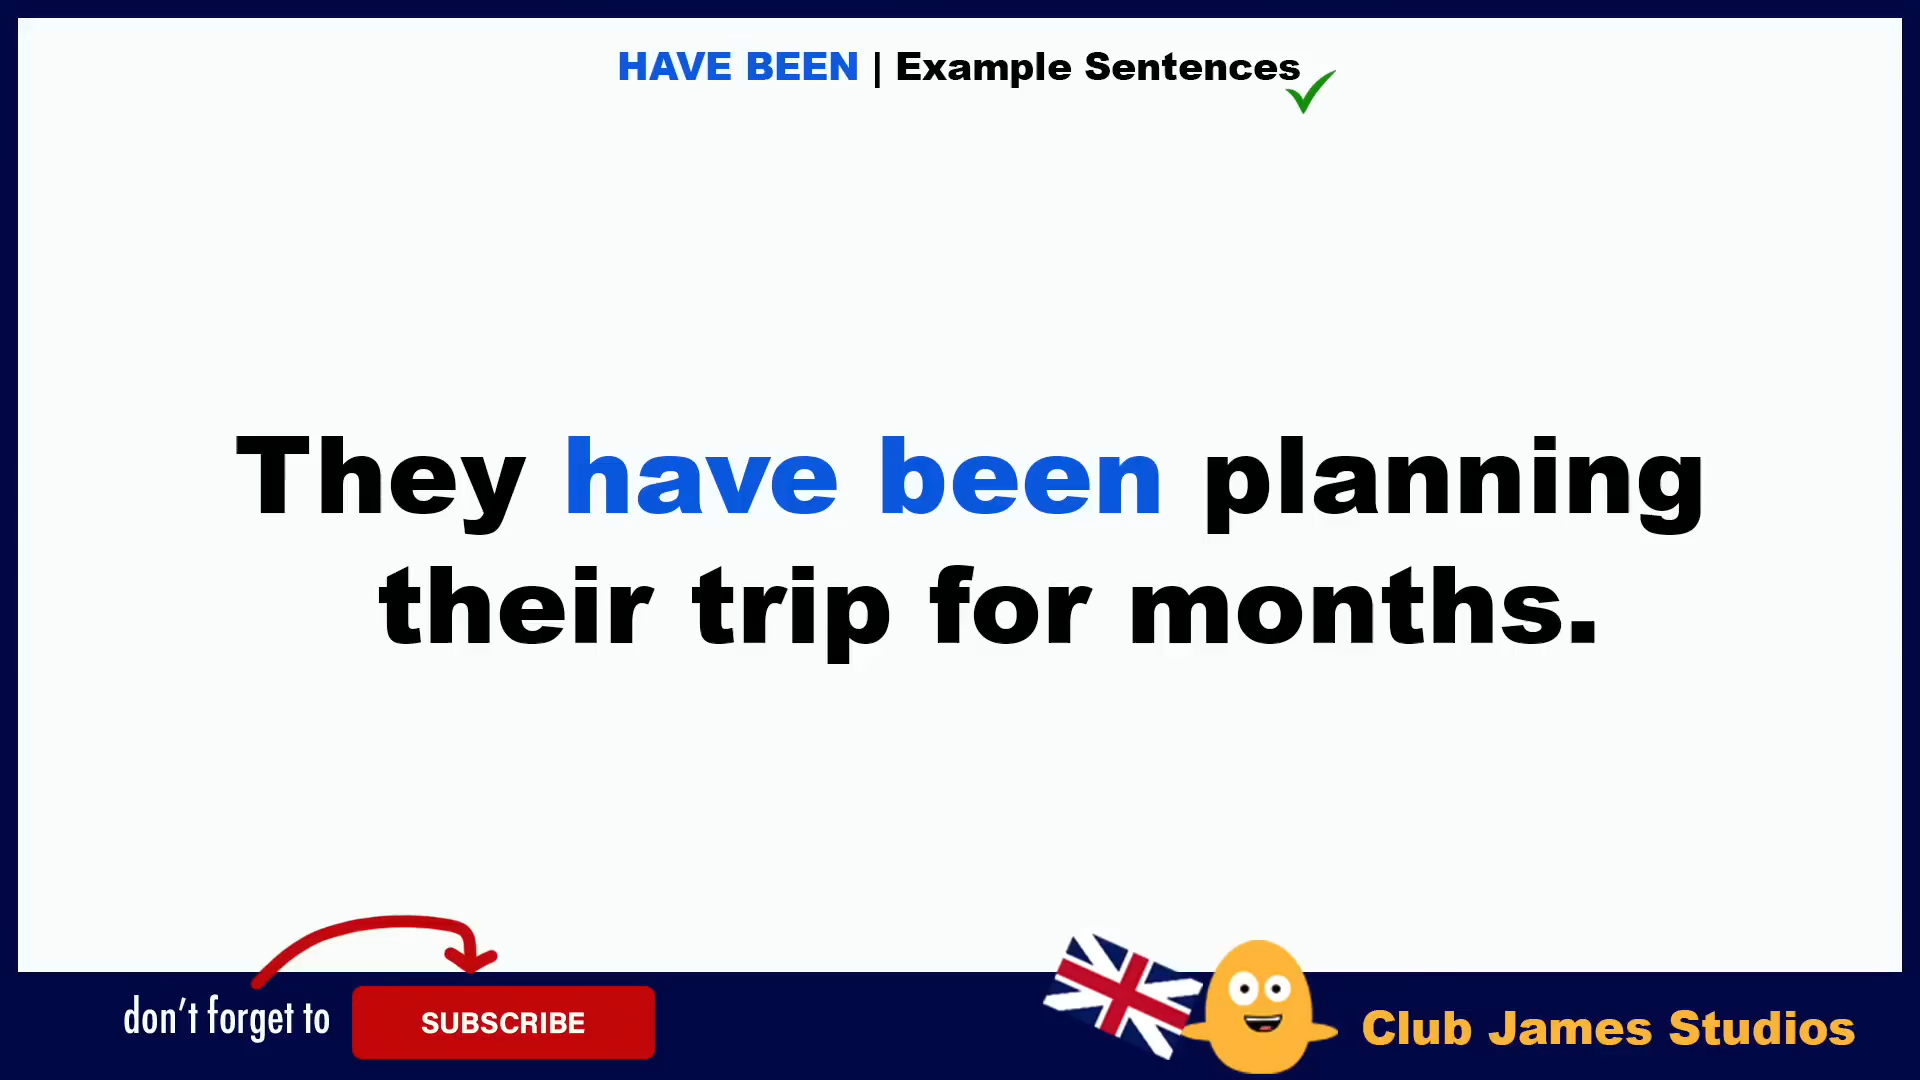 HAVE BEEN | Example Sentences
They have been planning
their trip for months.
don't forget to
SUBSCRIBE
Club James Studios